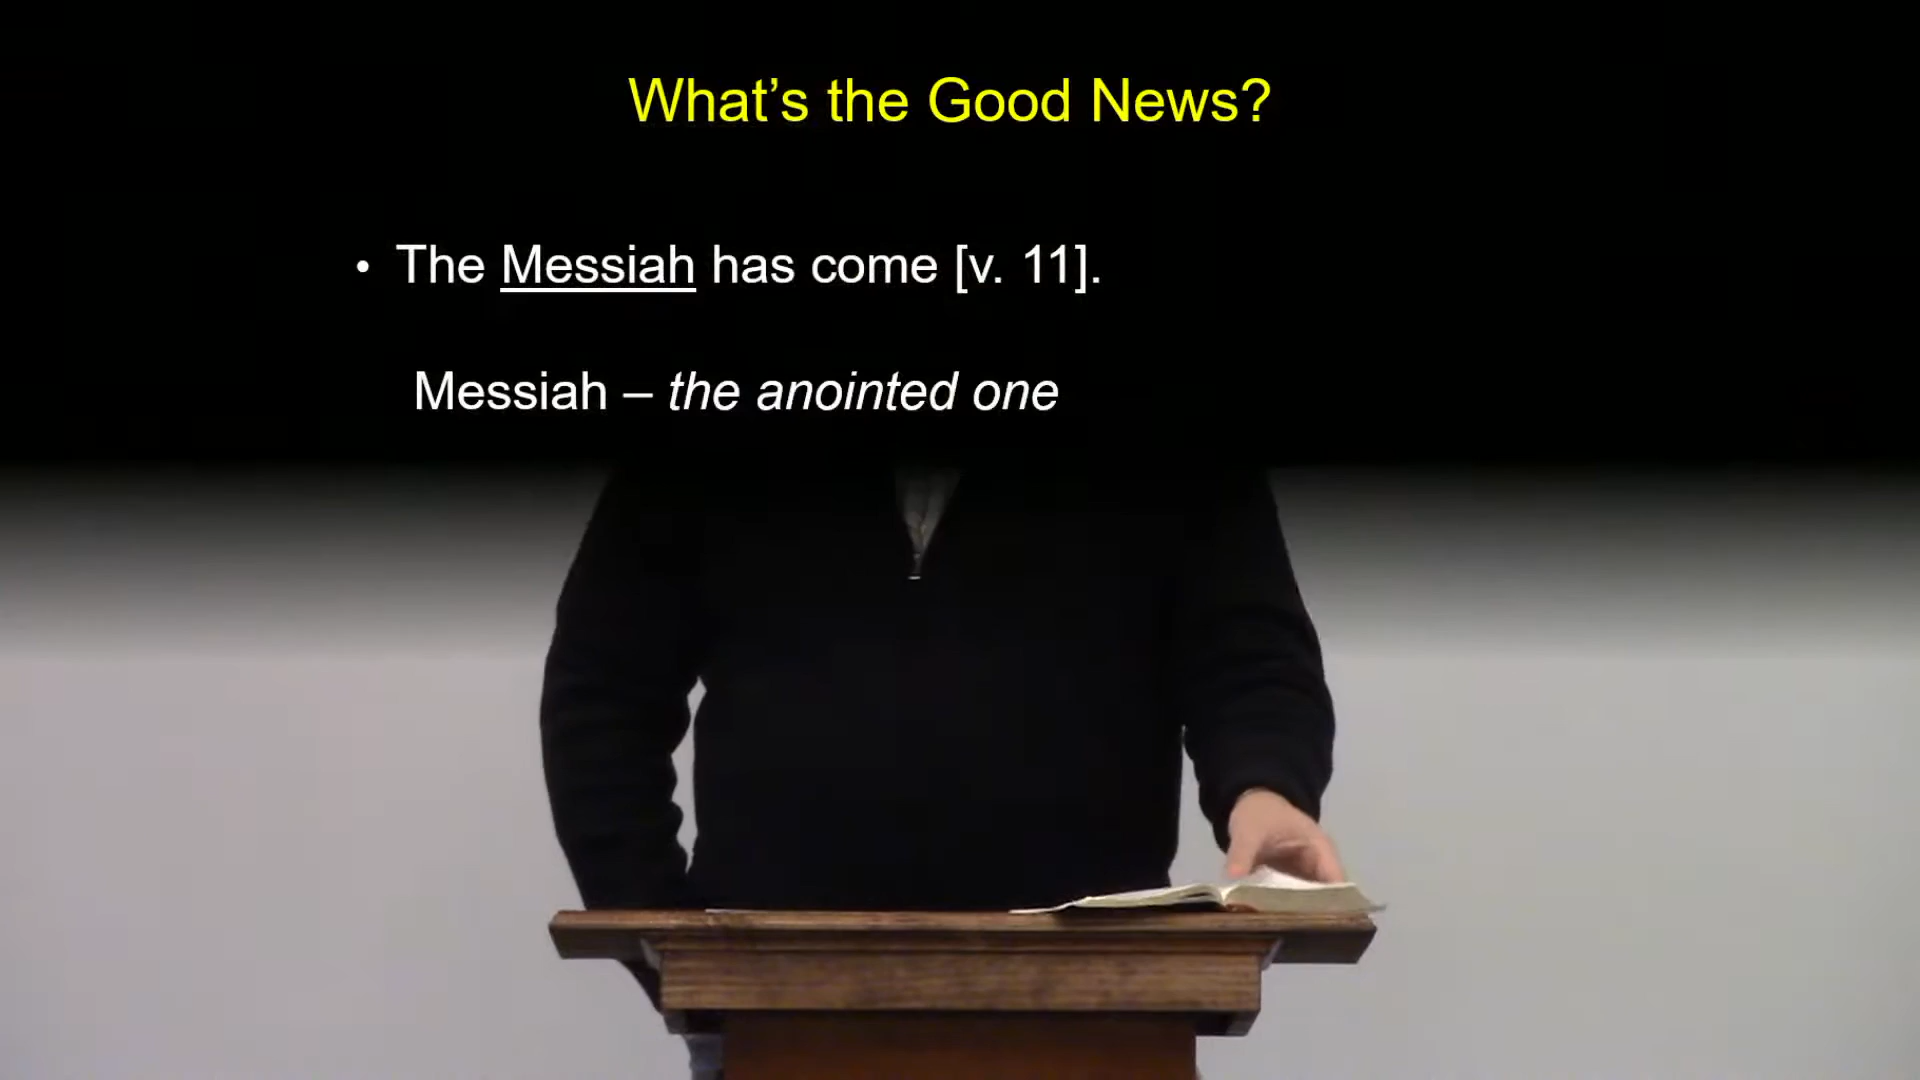 What’s the Good News?
• The Messiah has come [v. 11].
Messiah – the anointed one